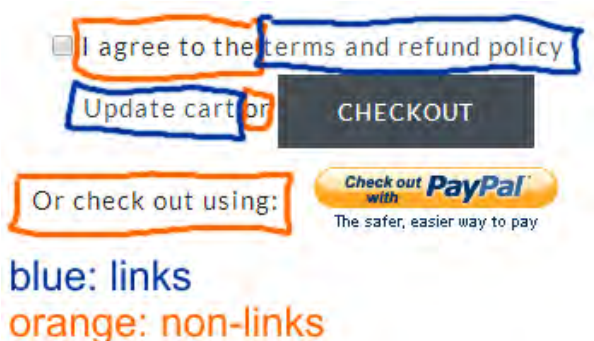 I agree to the terms and refund policy
Update cart or CHECKOUT
Or check out using: Check out with PayPal
The safer, easier way to pay
blue: links
orange: non-links